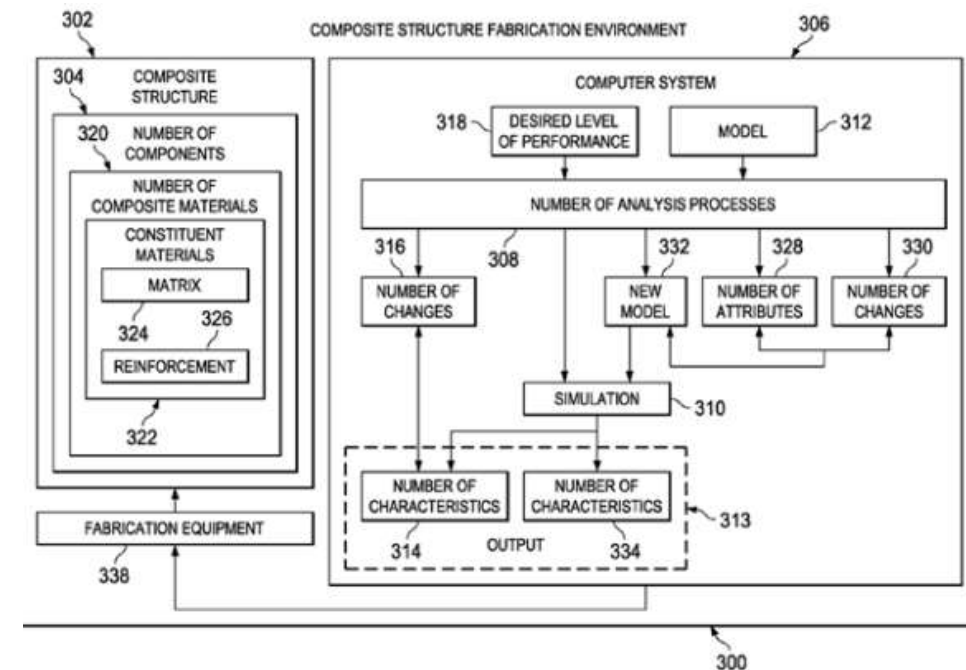 COMPOSITE STRUCTURE FABRICATION ENVIRONMENT
302
306
COMPOSITE
STRUCTURE
304
NUMBER OF
COMPONENTS
320
NUMBER OF
COMPOSITE MATERIALS
CONSTITUENT
MATERIALS
MATRIX
324
326
REINFORCEMENT
322
FABRICATION EQUIPMENT
338
COMPUTER SYSTEM
318
DESIRED LEVEL
OF PERFORMANCE
MODEL
312
NUMBER OF ANALYSIS PROCESSES
316
308
332
328
330
NUMBER OF
CHANGES
NEW
MODEL
NUMBER OF
ATTRIBUTES
NUMBER OF
CHANGES
SIMULATION
310
NUMBER OF
CHARACTERISTICS
NUMBER OF
CHARACTERISTICS
313
314
OUTPUT
334
300